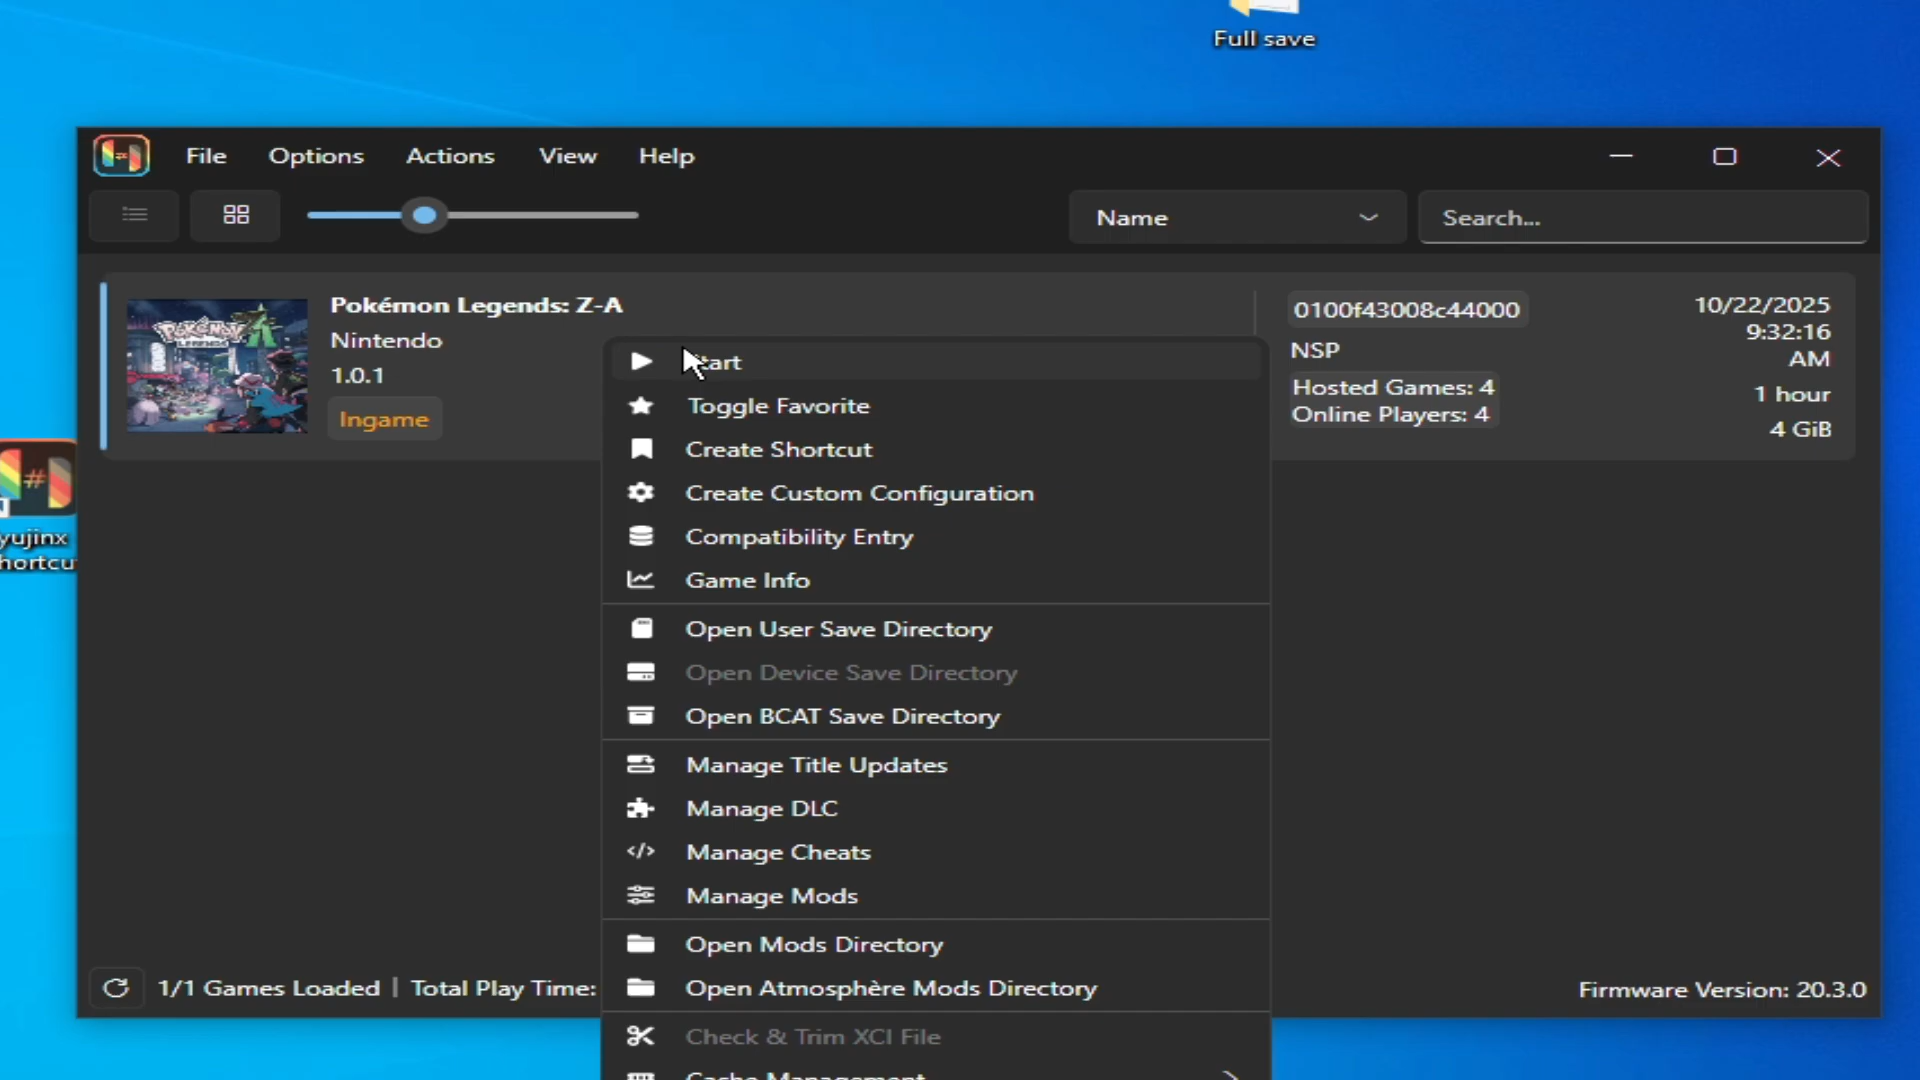 Full save
File Options Actions View Help
Name
Search...
Pokémon Legends: Z-A
Nintendo
1.0.1
Ingame
0100f43008c44000
NSP
Hosted Games: 4
Online Players: 4
10/22/2025
9:32:16
AM
1 hour
4 GiB
POKÉMON
LEGENDS
#
yujinx
hortcu
tart
Toggle Favorite
Create Shortcut
Create Custom Configuration
Compatibility Entry
Game Info
Open User Save Directory
Open Device Save Directory
Open BCAT Save Directory
Manage Title Updates
Manage DLC
Manage Cheats
Manage Mods
Open Mods Directory
Open Atmosphère Mods Directory
Check & Trim XCI File
Cache Management
1/1 Games Loaded | Total Play Time:
Firmware Version: 20.3.0